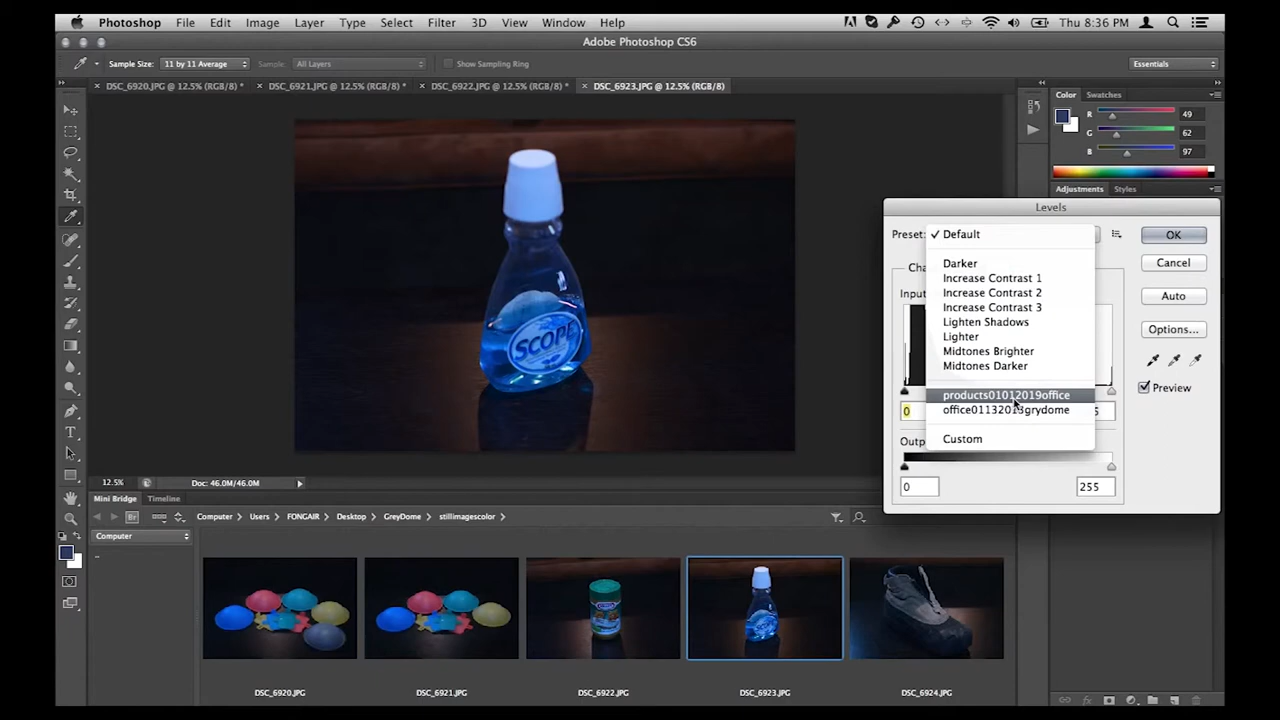 Photoshop File Edit Image Layer Type Select Filter 3D View Window Help Thu 8:36 PM
Adobe Photoshop CS6
Sample Size: 11 by 11 Average Sample: All Layers Show Sampling Ring Essentials
DSC_6920.JPG @ 12.5% (RGB/8) * DSC_6921.JPG @ 12.5% (RGB/8) * DSC_6922.JPG @ 12.5% (RGB/8) * DSC_6923.JPG @ 12.5% (RGB/8)
Color Swatches
R 49
G 62
B 97
Adjustments Styles
SCOPE
Levels
Preset: Default
Darker
Increase Contrast 1
Increase Contrast 2
Increase Contrast 3
Lighten Shadows
Lighter
Midtones Brighter
Midtones Darker
products01012019office
Custom
0
0 255
OK
Cancel
Auto
Options...
Preview
12.5% Doc: 46.0M/46.0M
Mini Bridge Timeline
Br Computer Users FONGAIR Desktop GreyDome stillimagescolor
Computer
DSC_6920.JPG DSC_6921.JPG DSC_6922.JPG DSC_6923.JPG DSC_6924.JPG